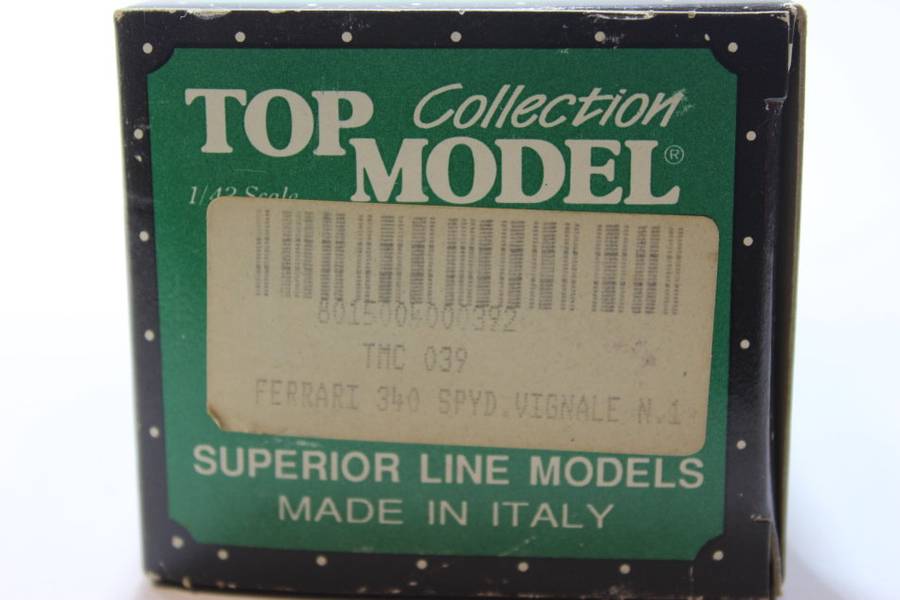 TOP Collection
MODEL®
1/43 Scale
8015004000392
TMC 039
FERRARI 340 SPYD.VIGNALE N.1
SUPERIOR LINE MODELS
MADE IN ITALY